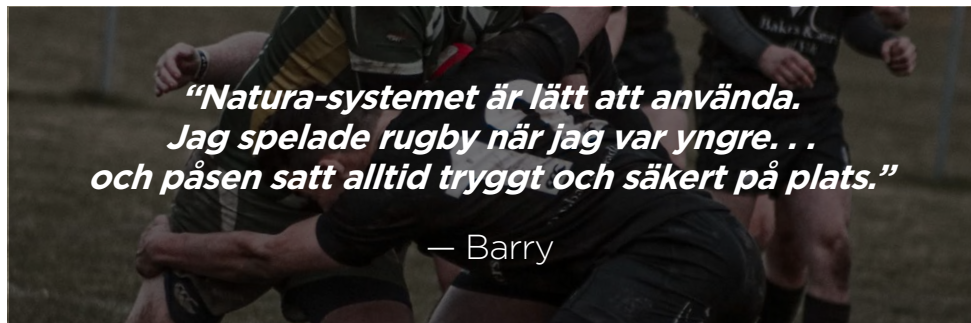 “Natura-systemet är lätt att använda.
Jag spelade rugby när jag var yngre. . .
och påsen satt alltid tryggt och säkert på plats.”
— Barry